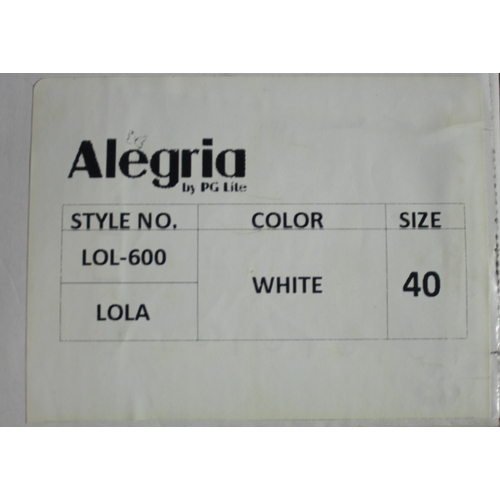 Alegria
by PG Lite
STYLE NO. COLOR SIZE
LOL-600
WHITE 40
LOLA